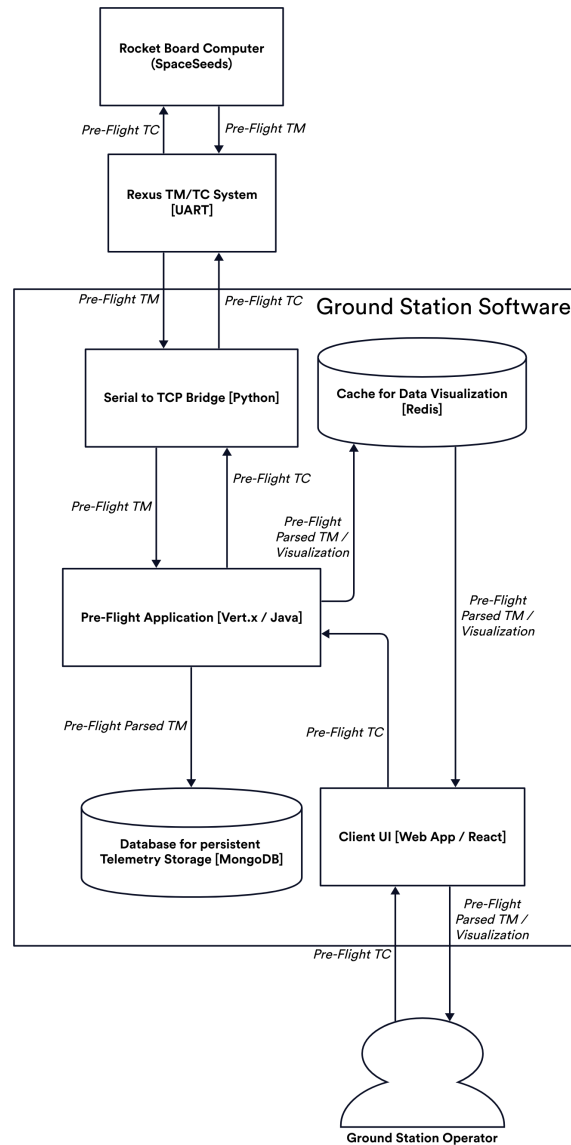 Rocket Board Computer
(SpaceSeeds)
Pre-Flight TC
Pre-Flight TM
Rexus TM/TC System
[UART]
Pre-Flight TM
Pre-Flight TC
Ground Station Software
Serial to TCP Bridge [Python]
Cache for Data Visualization
[Redis]
Pre-Flight TM
Pre-Flight TC
Pre-Flight
Parsed TM /
Visualization
Pre-Flight Application [Vert.x / Java]
Pre-Flight
Parsed TM /
Visualization
Pre-Flight Parsed TM
Pre-Flight TC
Database for persistent
Telemetry Storage [MongoDB]
Client UI [Web App / React]
Pre-Flight TC
Pre-Flight
Parsed TM /
Visualization
Ground Station Operator